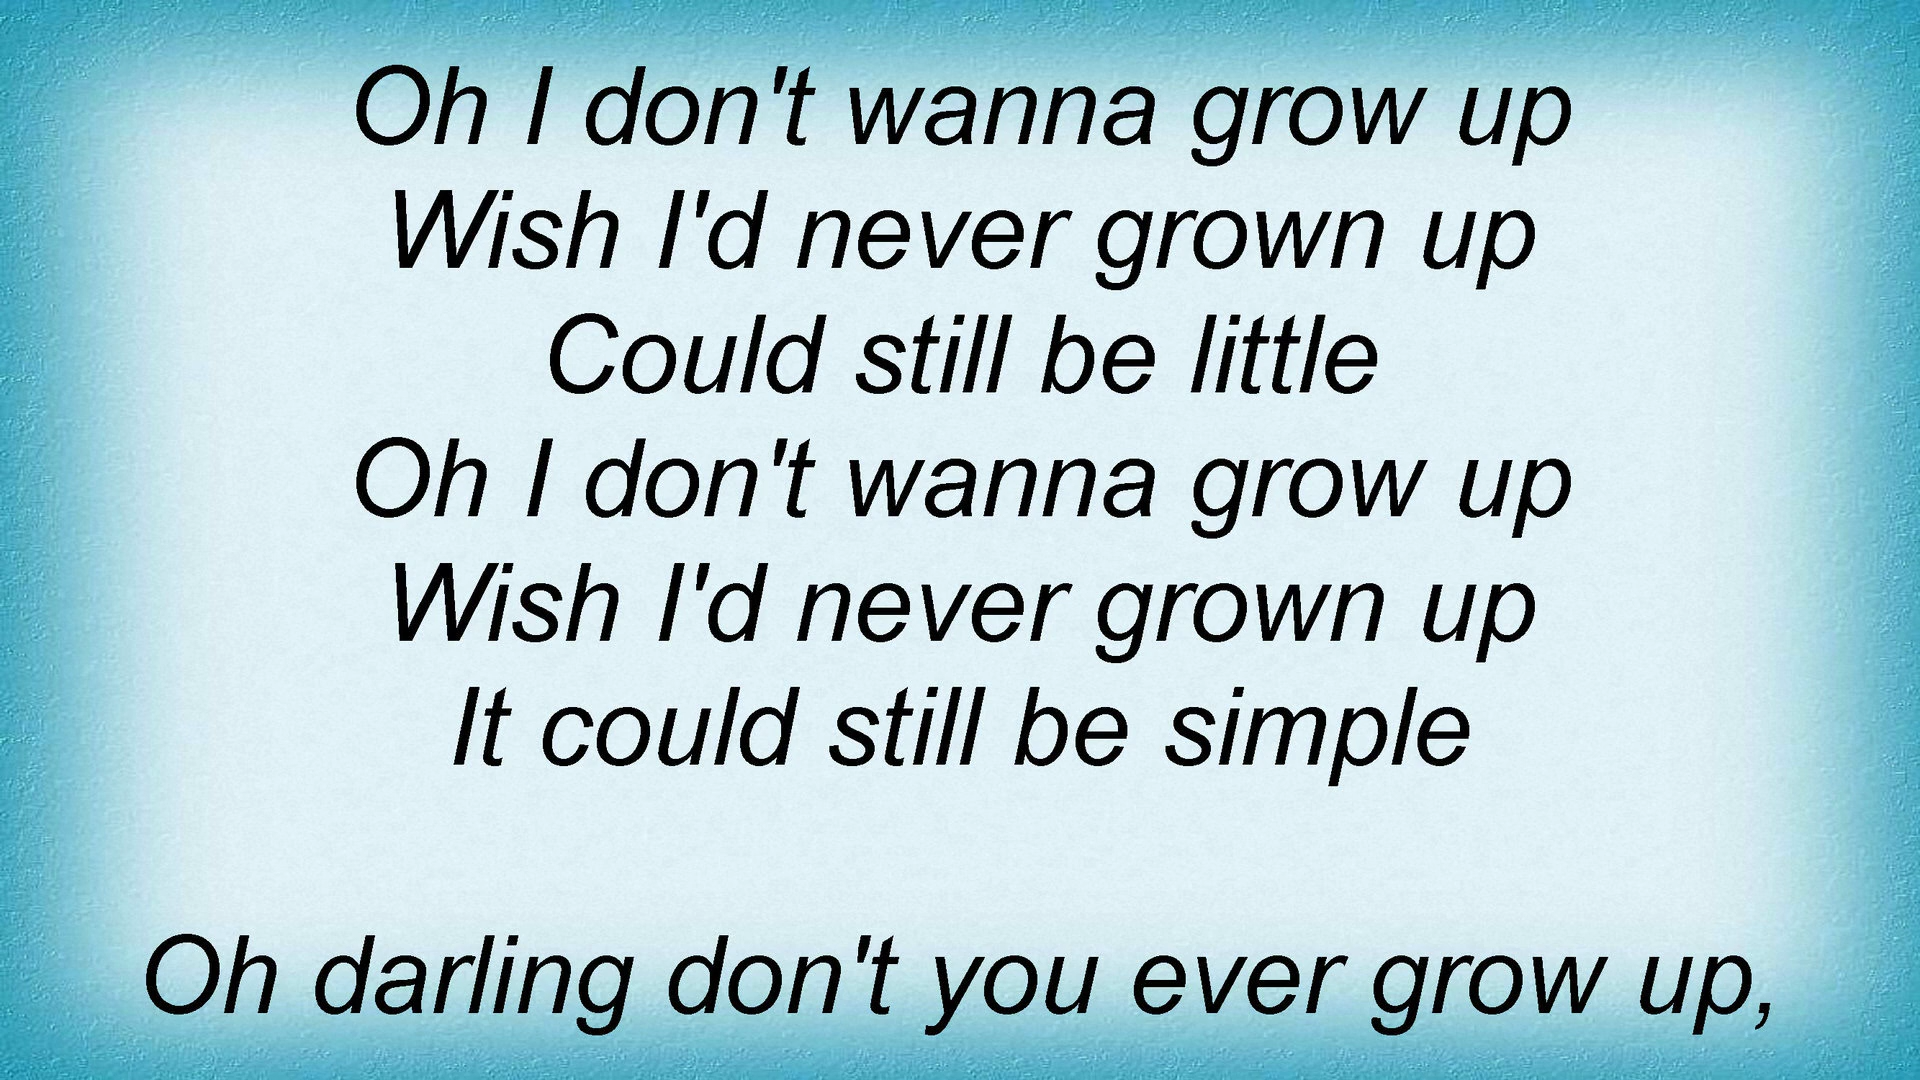 Oh I don't wanna grow up
Wish I'd never grown up
Could still be little
Oh I don't wanna grow up
Wish I'd never grown up
It could still be simple
Oh darling don't you ever grow up,